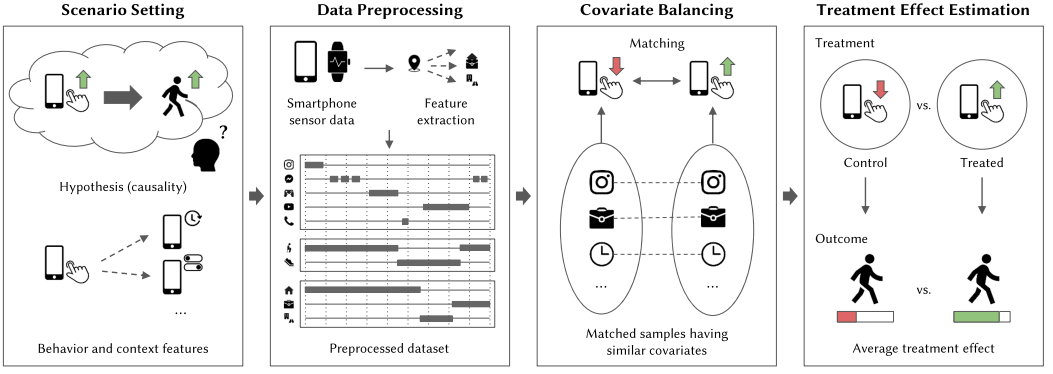 Scenario Setting
?
Hypothesis (causality)
...
Behavior and context features
Data Preprocessing
Smartphone
sensor data
Feature
extraction
Preprocessed dataset
Covariate Balancing
Matching
...
...
Matched samples having
similar covariates
Treatment Effect Estimation
Treatment
vs.
Control
Treated
Outcome
vs.
Average treatment effect